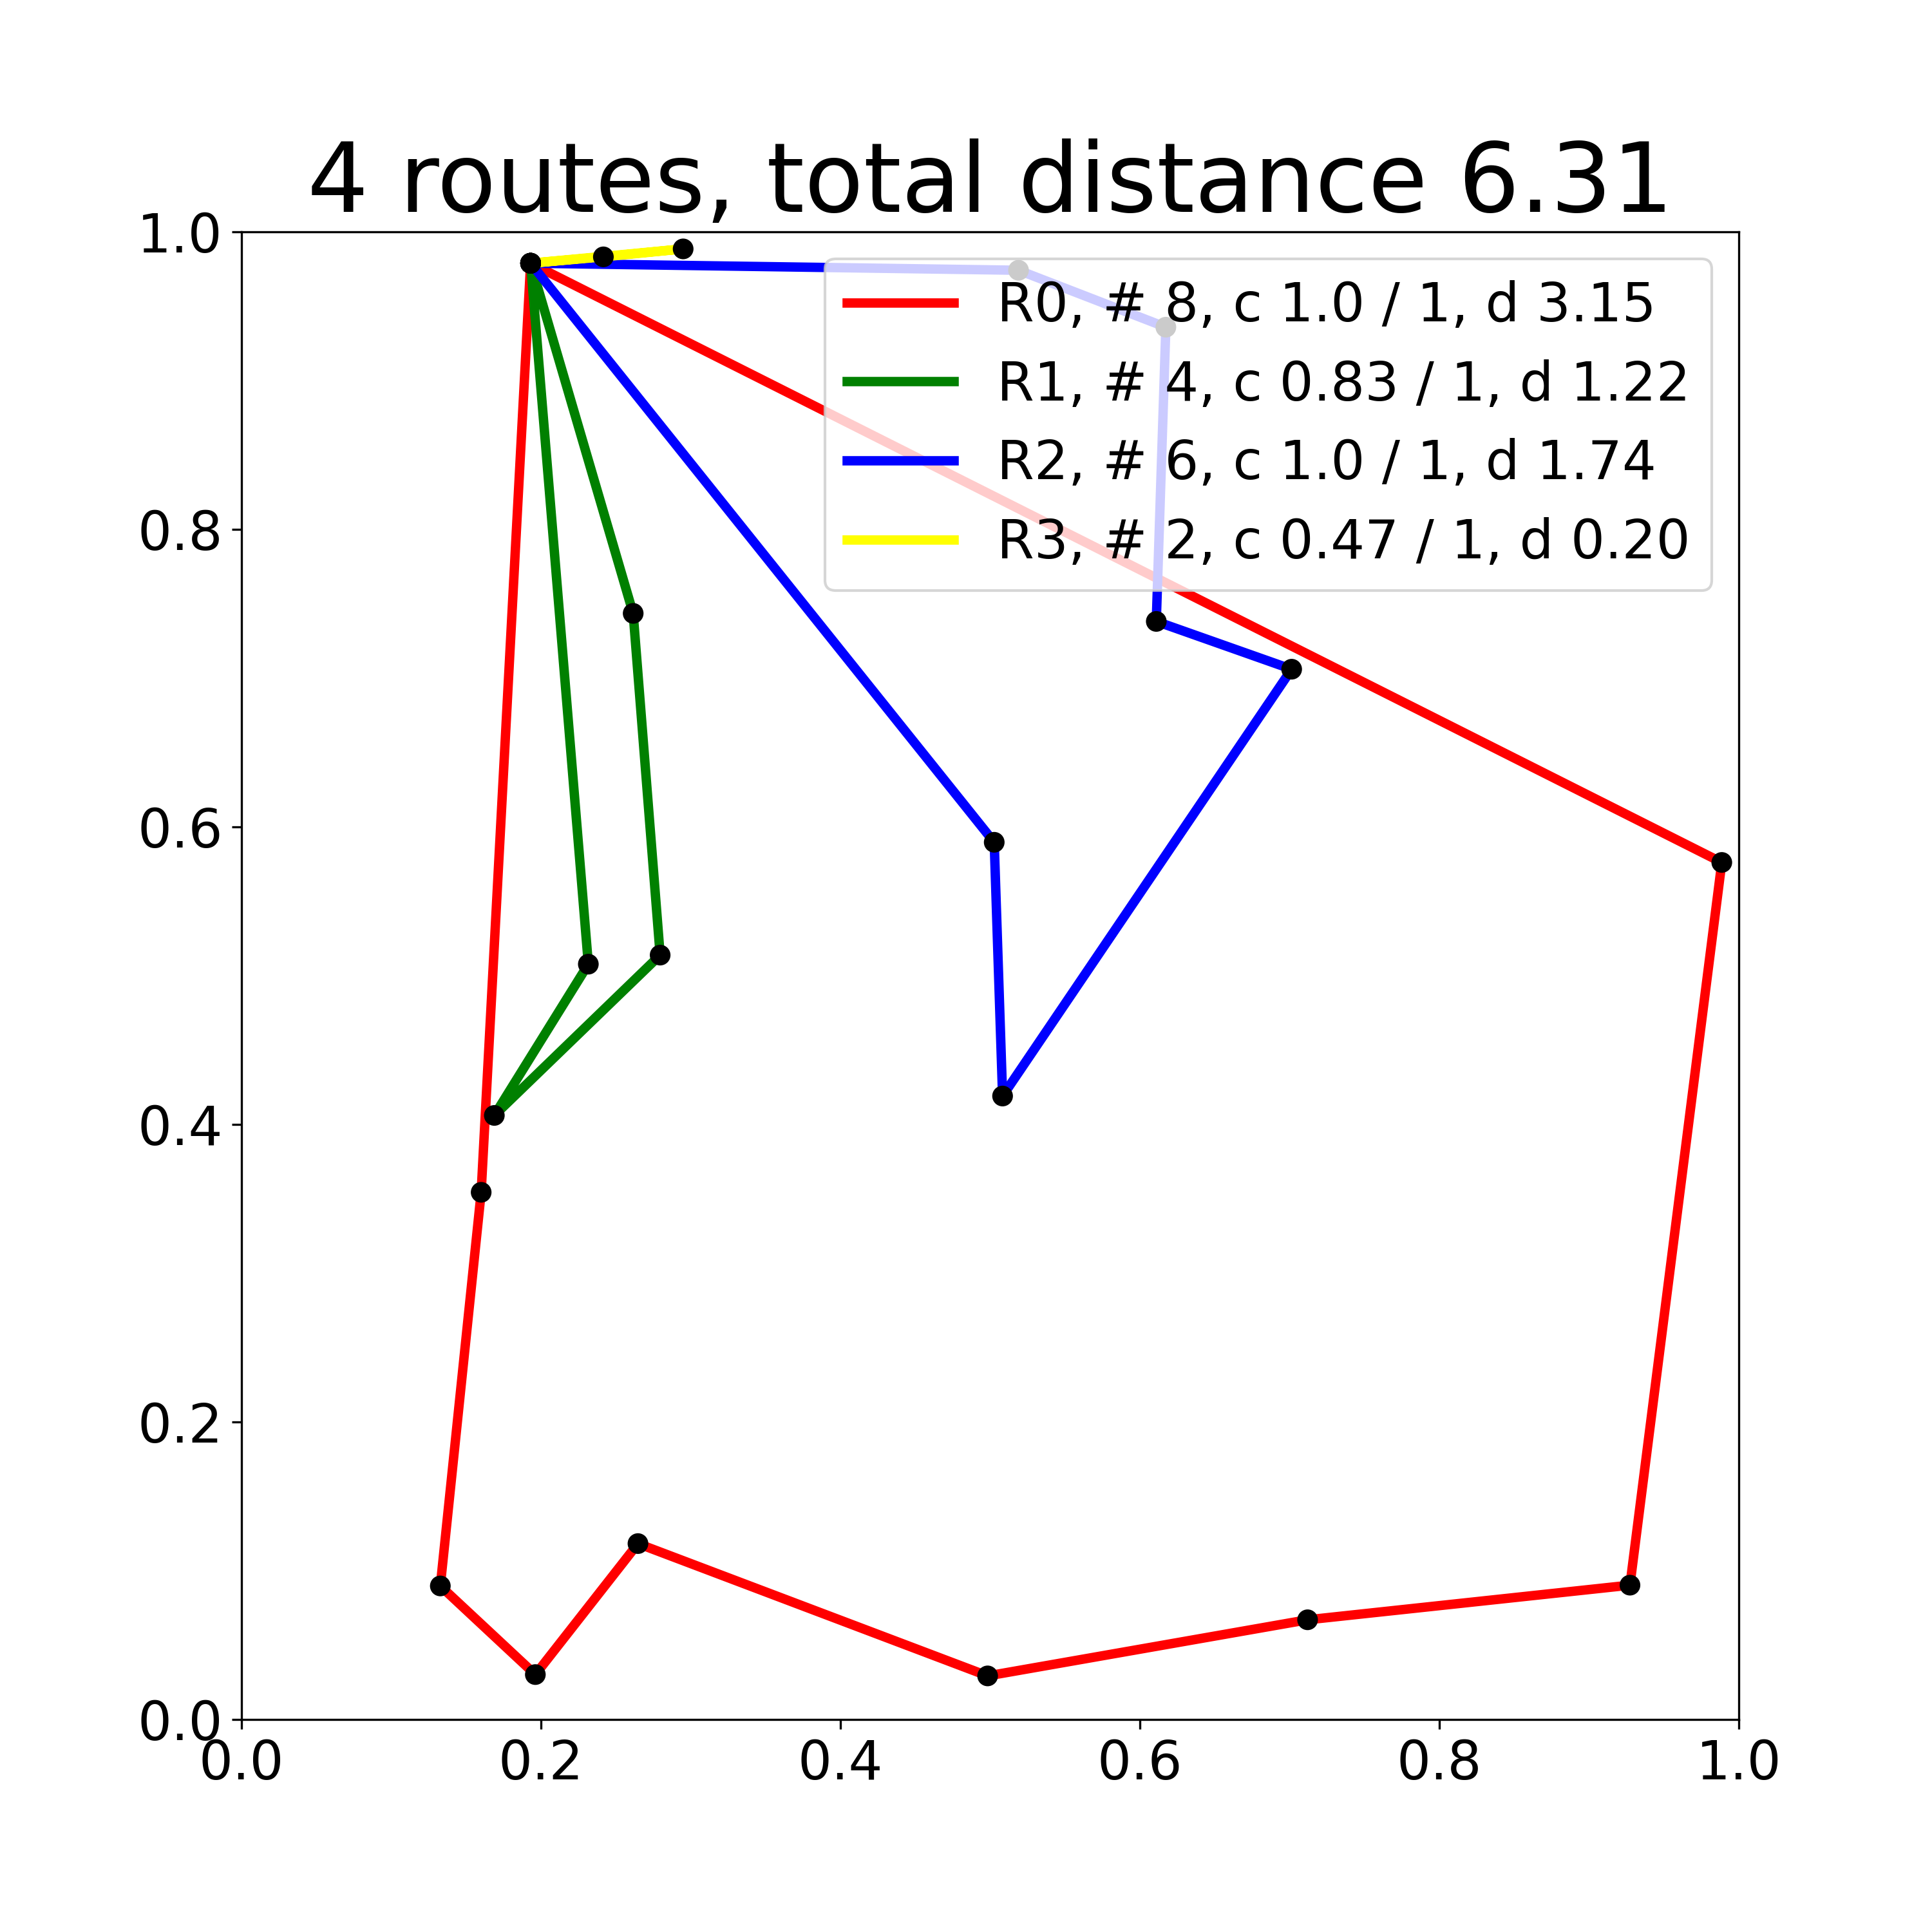 4 routes, total distance 6.31
1.0
0.8
0.6
0.4
0.2
0.0
R0, # 8, c 1.0 / 1, d 3.15
R1, # 4, c 0.83 / 1, d 1.22
R2, # 6, c 1.0 / 1, d 1.74
R3, # 2, c 0.47 / 1, d 0.20
0.0 0.2 0.4 0.6 0.8 1.0